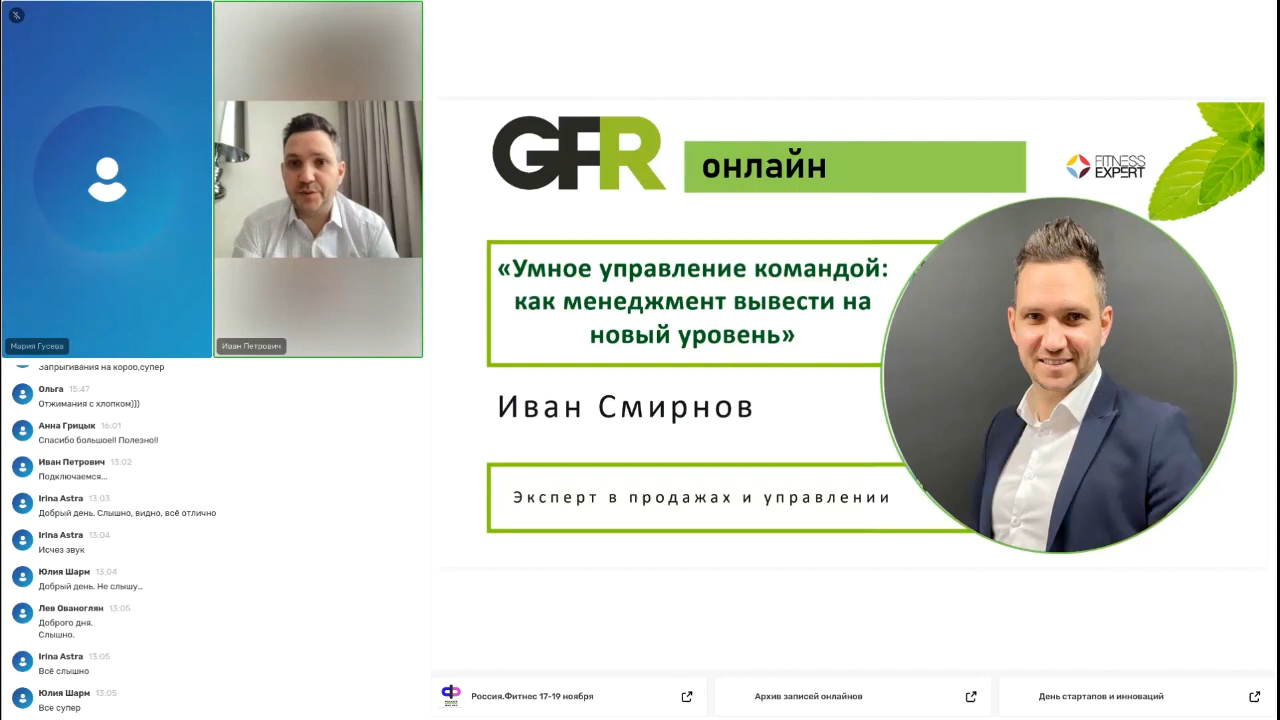 Мария Гусева
Иван Петрович
Запрыгивания на короб,супер
Ольга 15:47
Отжимания с хлопком)))
Анна Грицык 16:01
Спасибо большое!! Полезно!!
Иван Петрович 13:02
Подключаемся...
Irina Astra 13:03
Добрый день. Слышно, видно, всё отлично
Irina Astra 13:04
Исчез звук
Юлия Шарм 13:04
Добрый день. Не слышу...
Лев Ованоглян 13:05
Доброго дня.
Слышно.
Irina Astra 13:05
Всё слышно
Юлия Шарм 13:05
Все супер
GFR
онлайн
FITNESS
EXPERT
«Умное управление командой:
как менеджмент вывести на
новый уровень»
Иван Смирнов
Эксперт в продажах и управлении
Россия.Фитнес 17-19 ноября
Архив записей онлайнов
День стартапов и инноваций